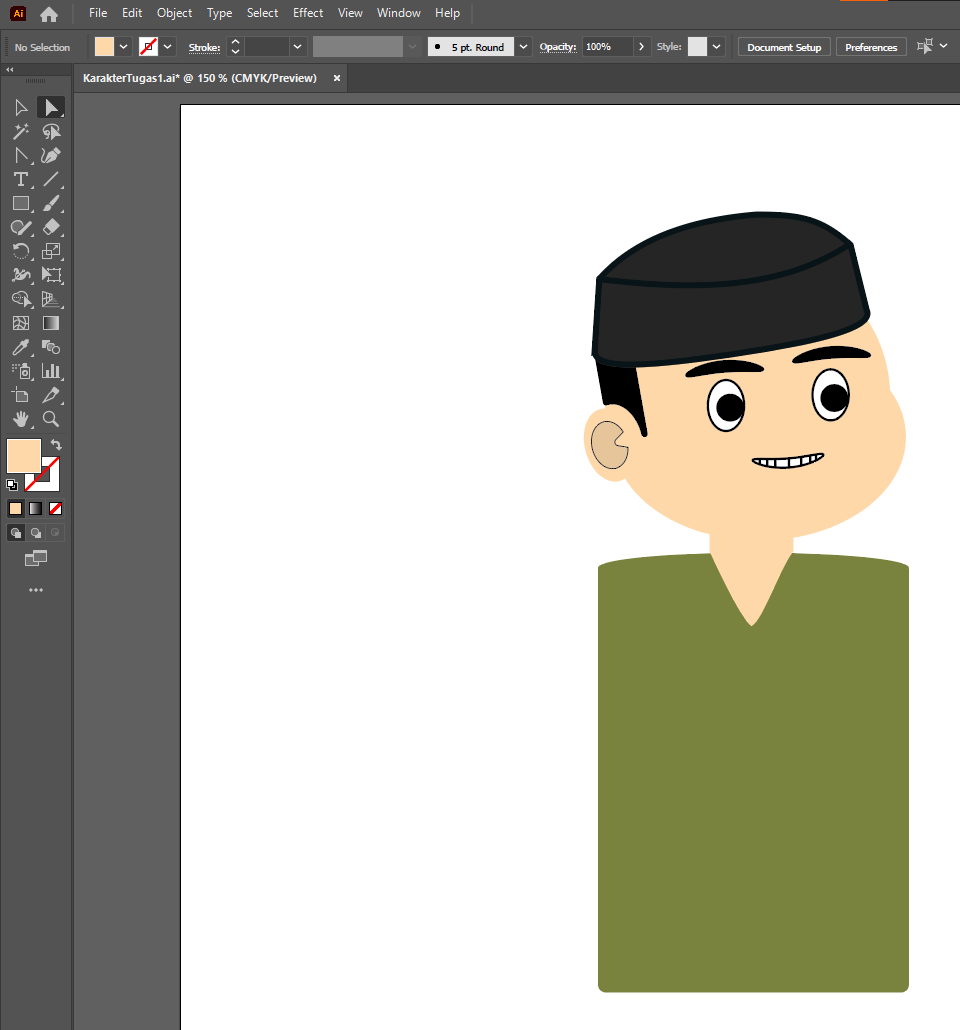 Ai File Edit Object Type Select Effect View Window Help
No Selection Stroke: 5 pt. Round Opacity: 100% Style: Document Setup Preferences
KarakterTugas1.ai* @ 150 % (CMYK/Preview) ×